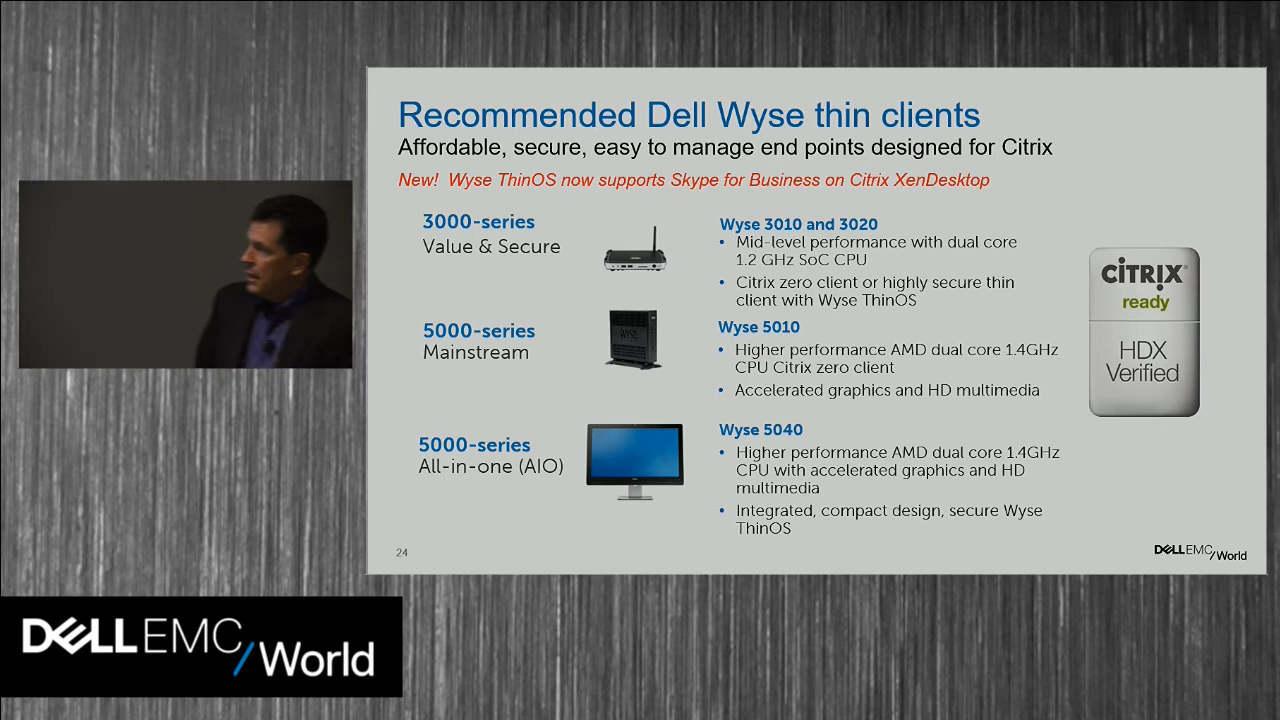 Recommended Dell Wyse thin clients
Affordable, secure, easy to manage end points designed for Citrix
New! Wyse ThinOS now supports Skype for Business on Citrix XenDesktop
3000-series
Value & Secure
Wyse 3010 and 3020
• Mid-level performance with dual core
1.2 GHz SoC CPU
• Citrix zero client or highly secure thin
client with Wyse ThinOS
5000-series
Mainstream
WYSE
Wyse 5010
• Higher performance AMD dual core 1.4GHz
CPU Citrix zero client
• Accelerated graphics and HD multimedia
5000-series
All-in-one (AIO)
Wyse 5040
• Higher performance AMD dual core 1.4GHz
CPU with accelerated graphics and HD
multimedia
• Integrated, compact design, secure Wyse
ThinOS
CiTRIX®
ready
HDX
Verified
24
DELLEMC
/World
DELLEMC
/World